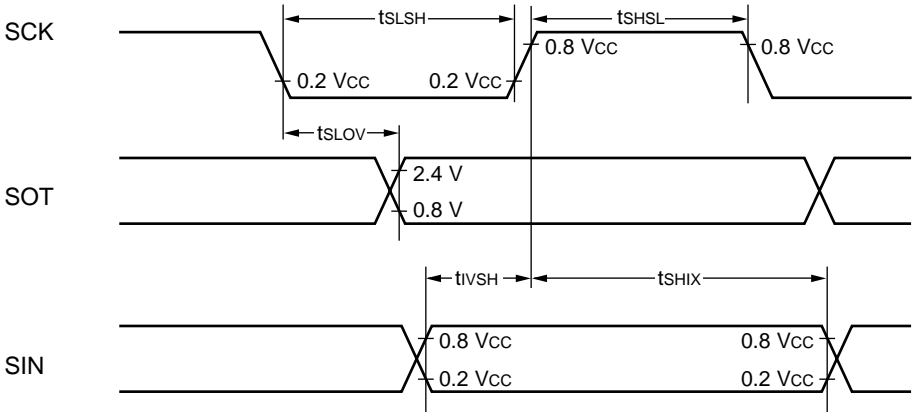 tSLSH tSHSL
SCK
0.8 VCC 0.8 VCC
0.2 VCC 0.2 VCC
tSLOV
2.4 V
SOT
0.8 V
tIVSH tSHIX
0.8 VCC 0.8 VCC
SIN
0.2 VCC 0.2 VCC